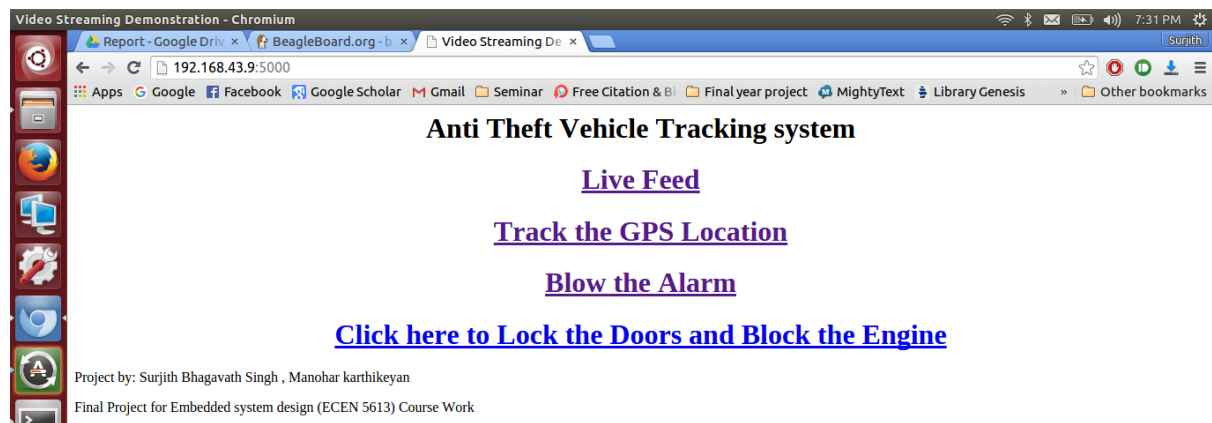 Video Streaming Demonstration - Chromium 7:31 PM
Report - Google Driv × BeagleBoard.org - b × Video Streaming De × Surjith
192.168.43.9:5000
Apps Google Facebook Google Scholar Gmail Seminar Free Citation & Bi Final year project MightyText Library Genesis » Other bookmarks
Anti Theft Vehicle Tracking system
Live Feed
Track the GPS Location
Blow the Alarm
Click here to Lock the Doors and Block the Engine
Project by: Surjith Bhagavath Singh , Manohar karthikeyan
Final Project for Embedded system design (ECEN 5613) Course Work